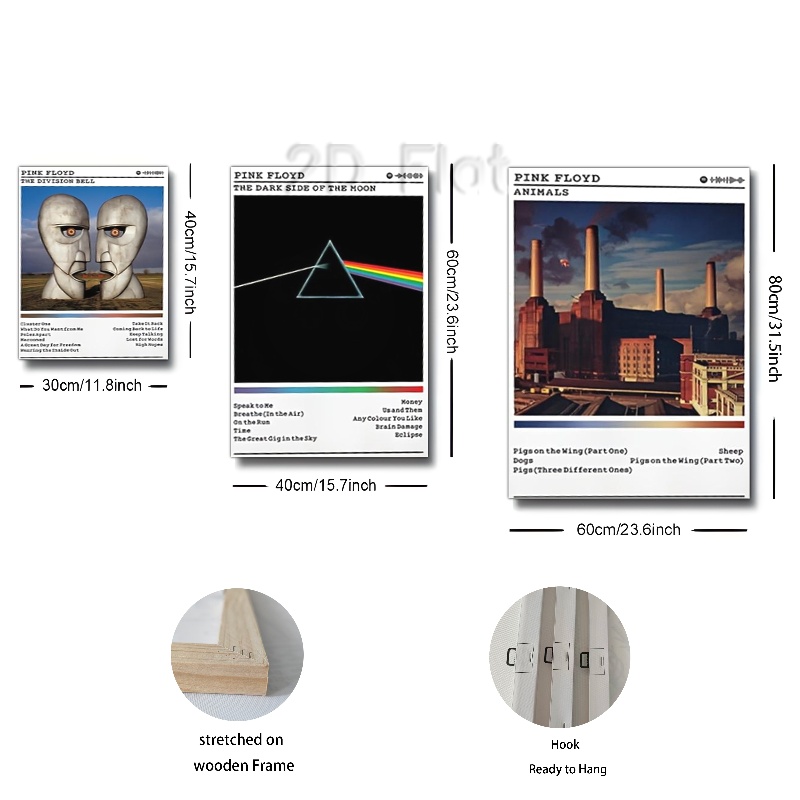 2D Flat
PINK FLOYD
THE DIVISION BELL
Cluster One
What Do You Want from Me
Poles Apart
Marooned
A Great Day for Freedom
Wearing the Inside Out
Take It Back
Coming Back to Life
Keep Talking
Lost for Words
High Hopes
40cm/15.7inch
30cm/11.8inch
PINK FLOYD
THE DARK SIDE OF THE MOON
Speak to Me
Breathe (In the Air)
On the Run
Time
The Great Gig in the Sky
Money
Us and Them
Any Colour You Like
Brain Damage
Eclipse
60cm/23.6inch
40cm/15.7inch
PINK FLOYD
ANIMALS
Pigs on the Wing (Part One)
Dogs
Pigs (Three Different Ones)
Sheep
Pigs on the Wing (Part Two)
80cm/31.5inch
60cm/23.6inch
stretched on
wooden Frame
Hook
Ready to Hang